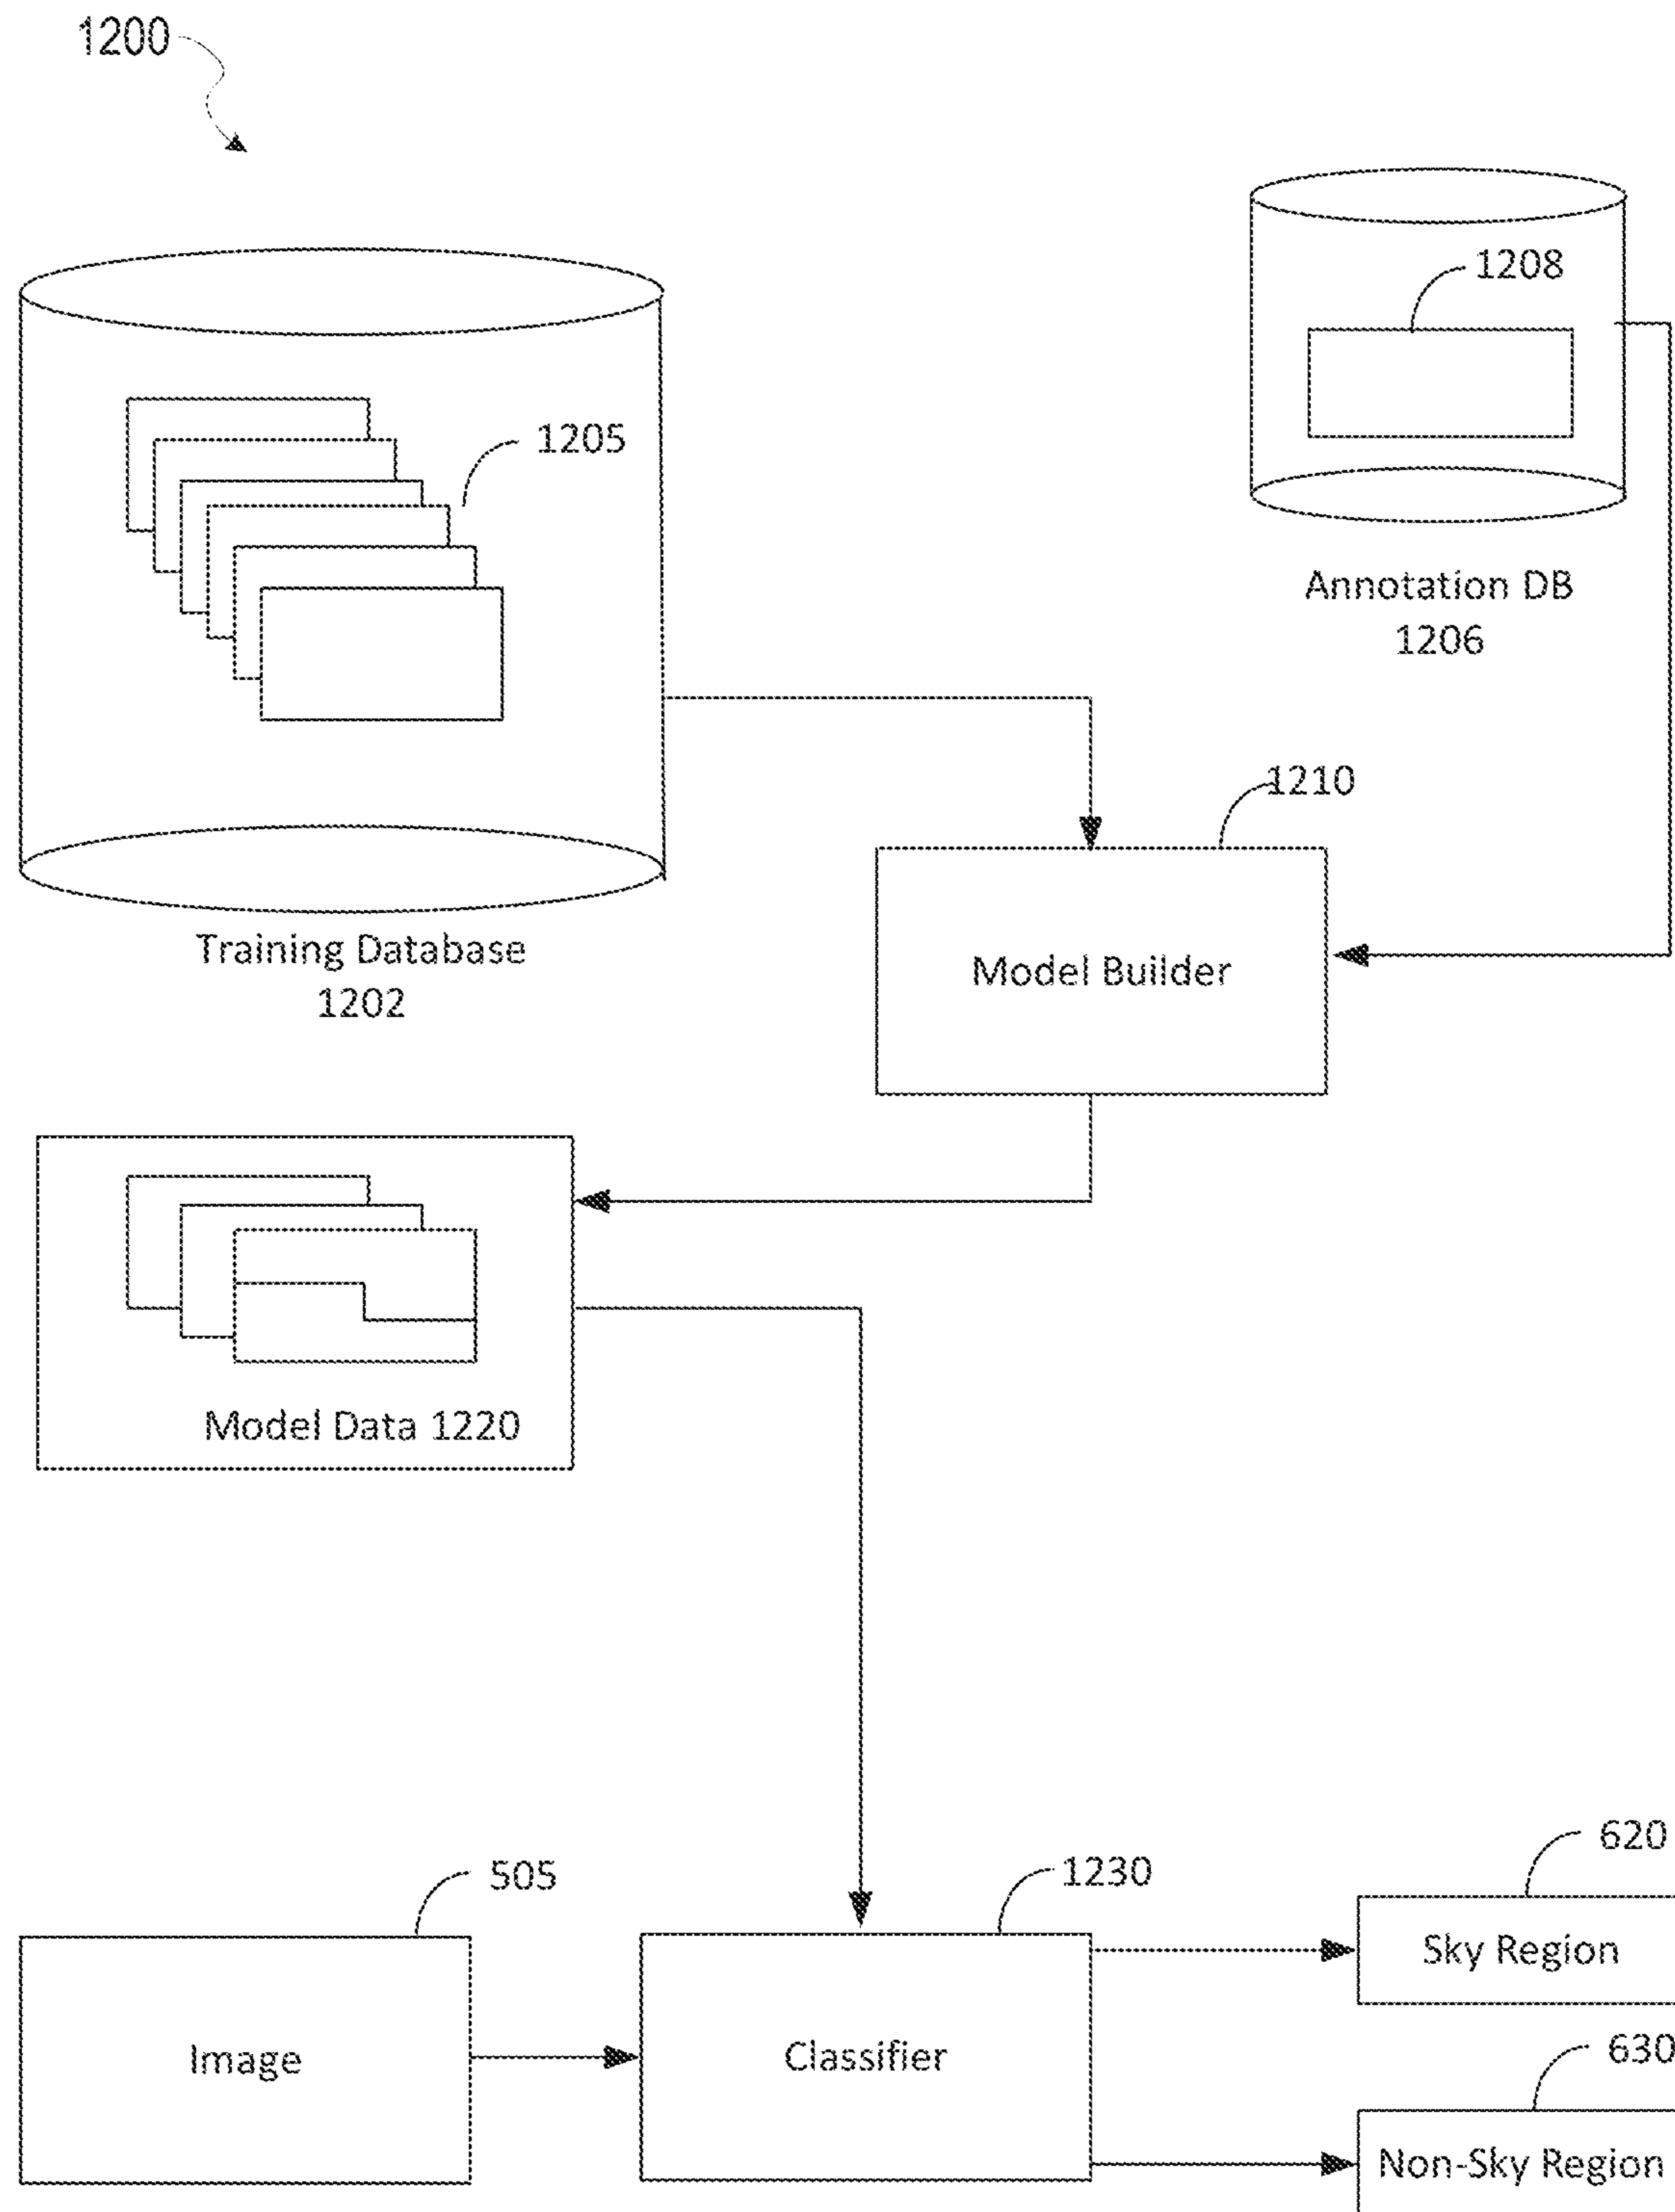 1200
1208
1205
Annotation DB
1206
1210
Training Database
1202
Model Builder
Model Data 1220
620
505
1230
Sky Region
Image
Classifier
630
Non-Sky Region